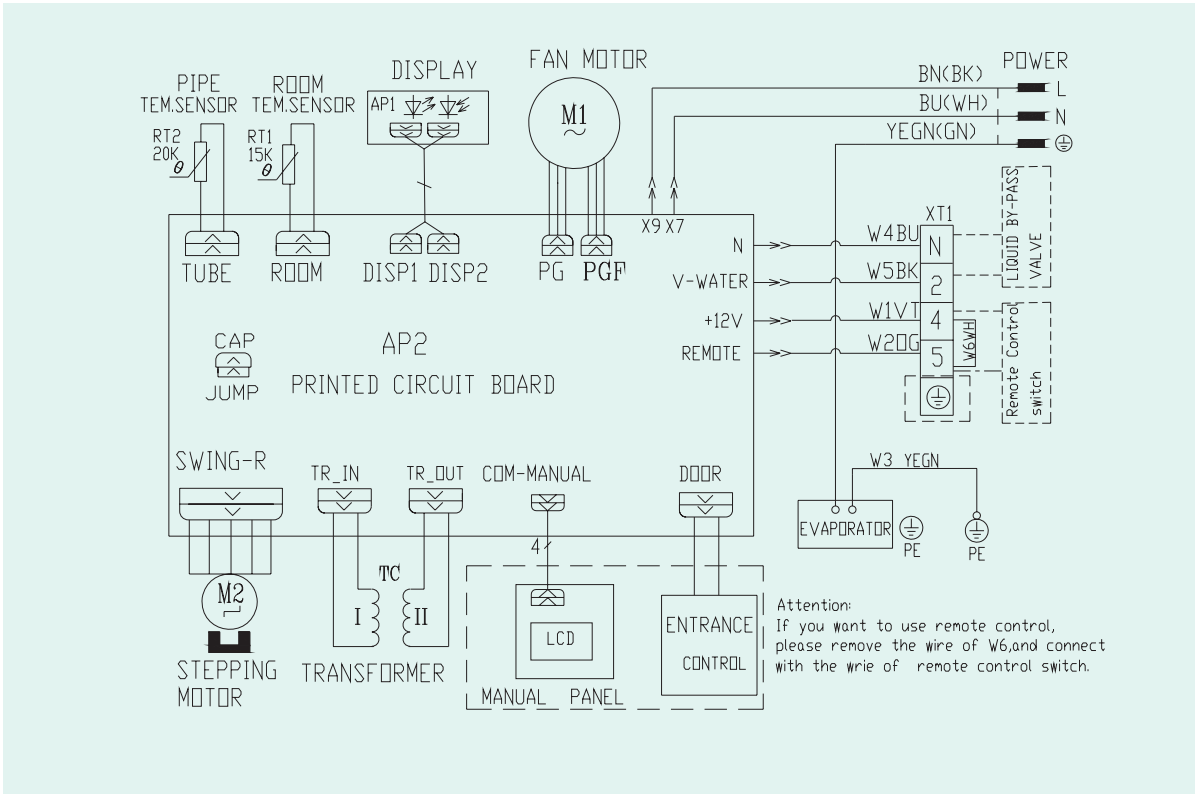 PIPE
TEM.SENSOR
ROOM
TEM.SENSOR
DISPLAY
FAN MOTOR
POWER
RT2
20K
θ
RT1
15K
θ
AP1
M1
~
BN(BK)
L
BU(WH)
N
YEGN(GN)
X9 X7
TUBE
ROOM
DISP1 DISP2
PG
PGF
N
V-WATER
+12V
REMOTE
W4BU
W5BK
W1VT
W2OG
XT1
N
2
4
5
W6WH
LIQUID BY-PASS
VALVE
Remote Control
switch
CAP
JUMP
AP2
PRINTED CIRCUIT BOARD
SWING-R
TR_IN
TR_OUT
COM-MANUAL
DOOR
W3 YEGN
EVAPORATOR
PE
PE
4
M2
STEPPING
MOTOR
TC
I
II
TRANSFORMER
LCD
MANUAL PANEL
ENTRANCE
CONTROL
Attention:
If you want to use remote control,
please remove the wire of W6,and connect
with the wrie of remote control switch.